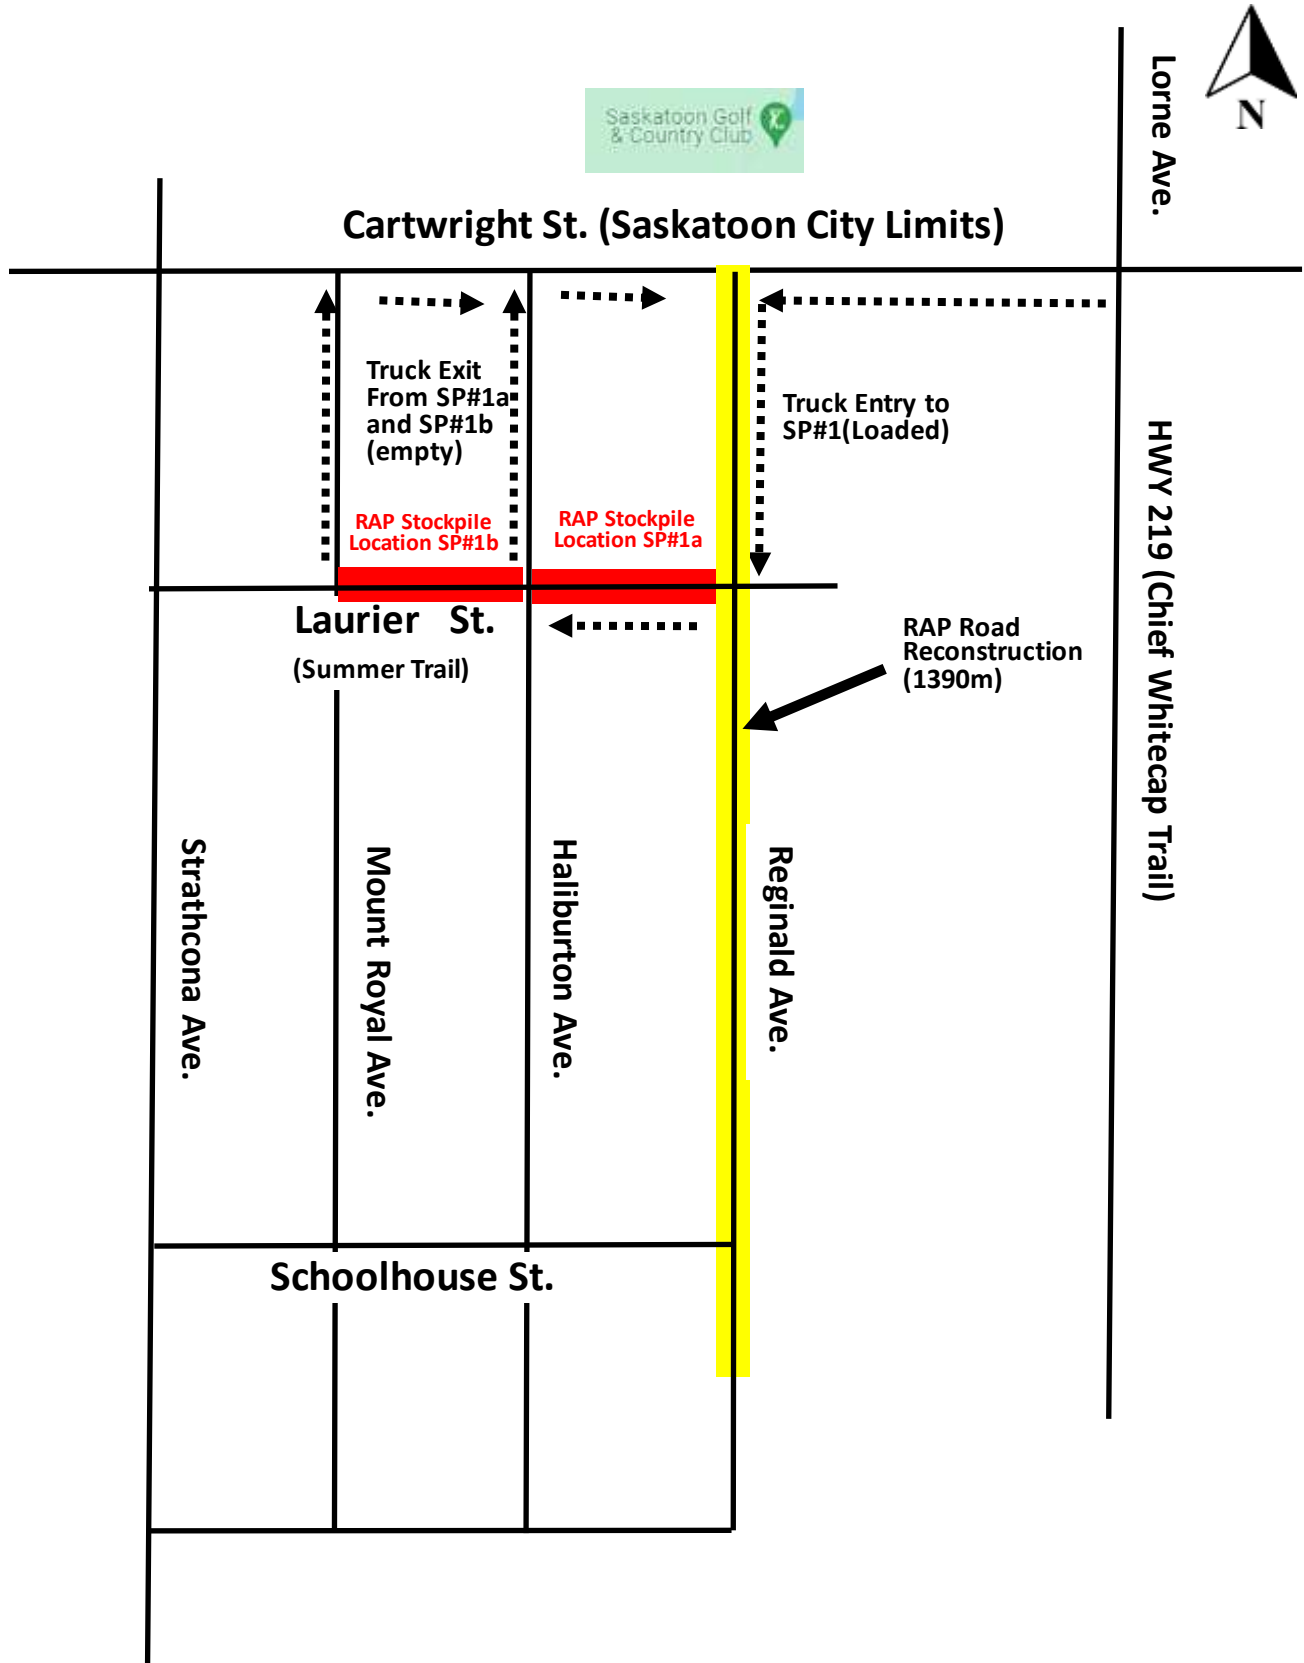 Lorne Ave.
N
Saskatoon Golf
& Country Club
Cartwright St. (Saskatoon City Limits)
Truck Exit
From SP#1a
and SP#1b
(empty)
Truck Entry to
SP#1(Loaded)
HWY 219 (Chief Whitecap Trail)
RAP Stockpile
Location SP#1b
RAP Stockpile
Location SP#1a
Laurier St.
(Summer Trail)
RAP Road
Reconstruction
(1390m)
Strathcona Ave.
Mount Royal Ave.
Haliburton Ave.
Reginald Ave.
Schoolhouse St.